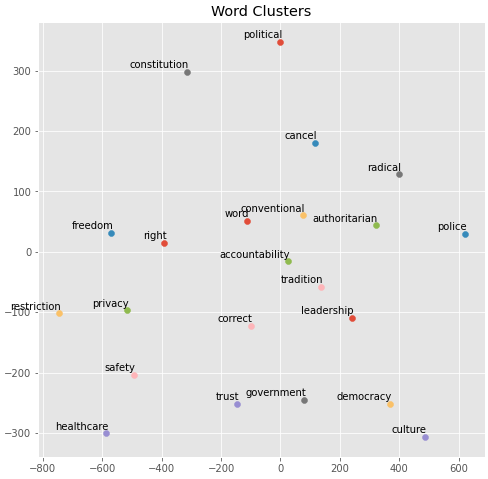 Word Clusters
political
constitution
300
200
cancel
radical
100
word
conventional
authoritarian
freedom
right
police
0
accountability
tradition
restriction
privacy
leadership
−100
correct
safety
−200
trust
government
democracy
healthcare
culture
−300
−800 −600 −400 −200 0 200 400 600